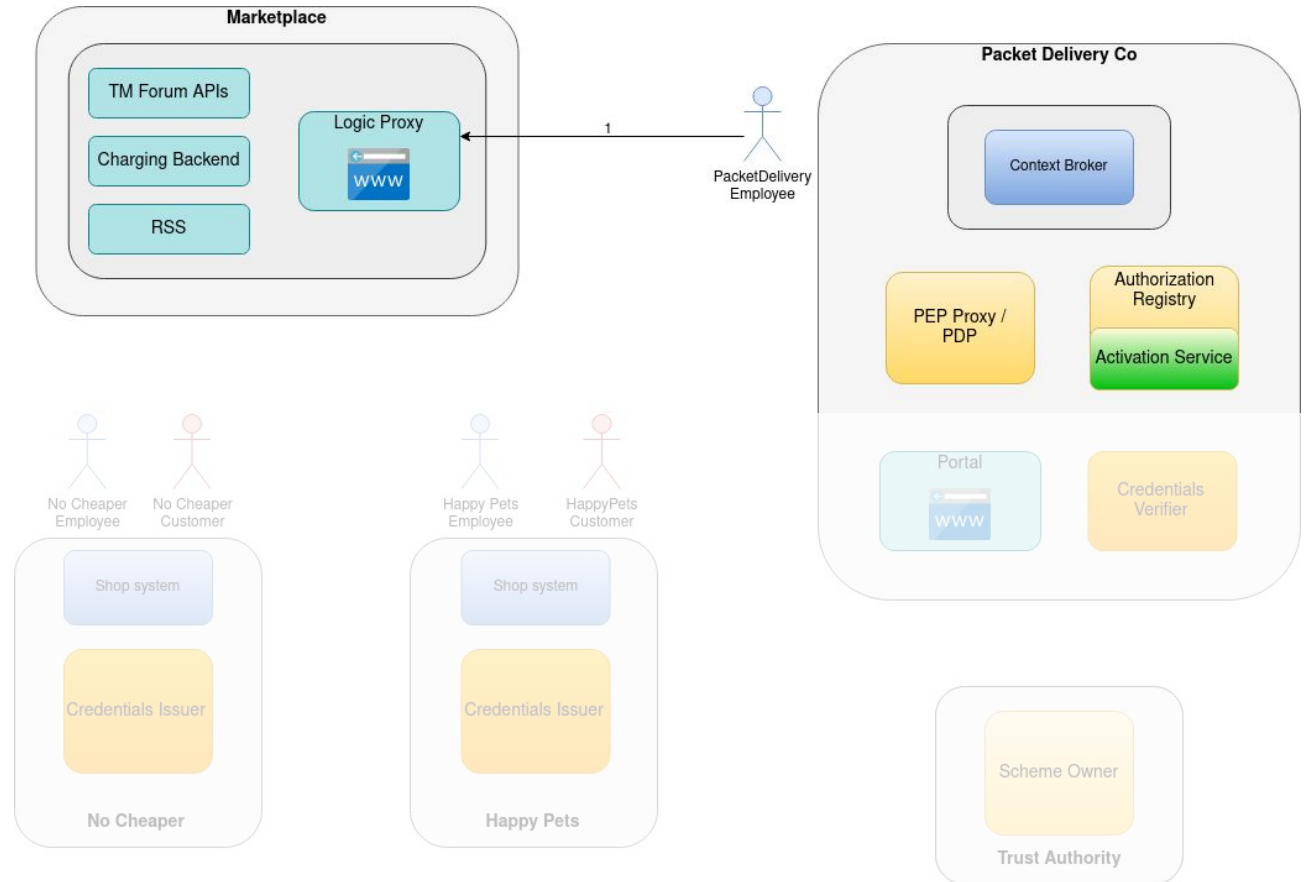 Marketplace
TM Forum APIs
Charging Backend
RSS
Logic Proxy
www
1
PacketDelivery
Employee
Packet Delivery Co
Context Broker
PEP Proxy /
PDP
Authorization
Registry
Activation Service
Portal
www
Credentials
Verifier
No Cheaper
Employee
No Cheaper
Customer
Shop system
Credentials Issuer
No Cheaper
Happy Pets
Employee
HappyPets
Customer
Shop system
Credentials Issuer
Happy Pets
Scheme Owner
Trust Authority